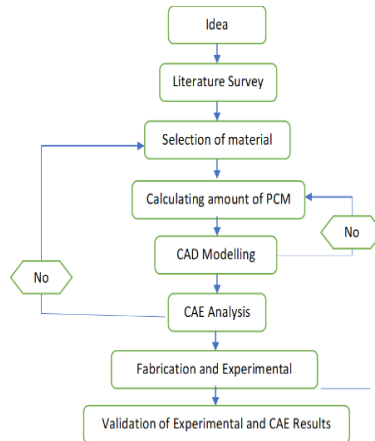 Idea
Literature Survey
Selection of material
Calculating amount of PCM
No
CAD Modelling
No
CAE Analysis
Fabrication and Experimental
Validation of Experimental and CAE Results